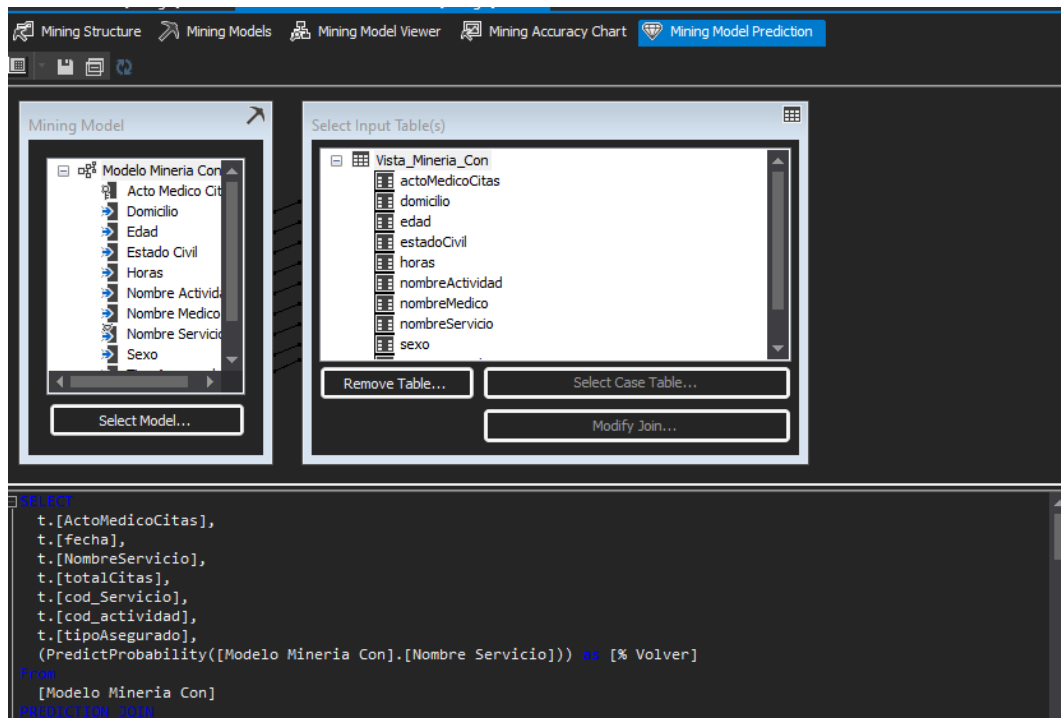 Mining Structure Mining Models Mining Model Viewer Mining Accuracy Chart Mining Model Prediction
Mining Model
Modelo Mineria Con
Acto Medico Cit
Domicilio
Edad
Estado Civil
Horas
Nombre Activid
Nombre Medico
Nombre Servicio
Sexo
Select Model...
Select Input Table(s)
Vista_Mineria_Con
actoMedicoCitas
domicilio
edad
estadoCivil
horas
nombreActividad
nombreMedico
nombreServicio
sexo
Remove Table...
Select Case Table...
Modify Join...
SELECT
t.[ActoMedicoCitas],
t.[fecha],
t.[NombreServicio],
t.[totalCitas],
t.[cod_Servicio],
t.[cod_actividad],
t.[tipoAsegurado],
(PredictProbability([Modelo Mineria Con].[Nombre Servicio])) as [% Volver]
From
[Modelo Mineria Con]
PREDICTION JOIN